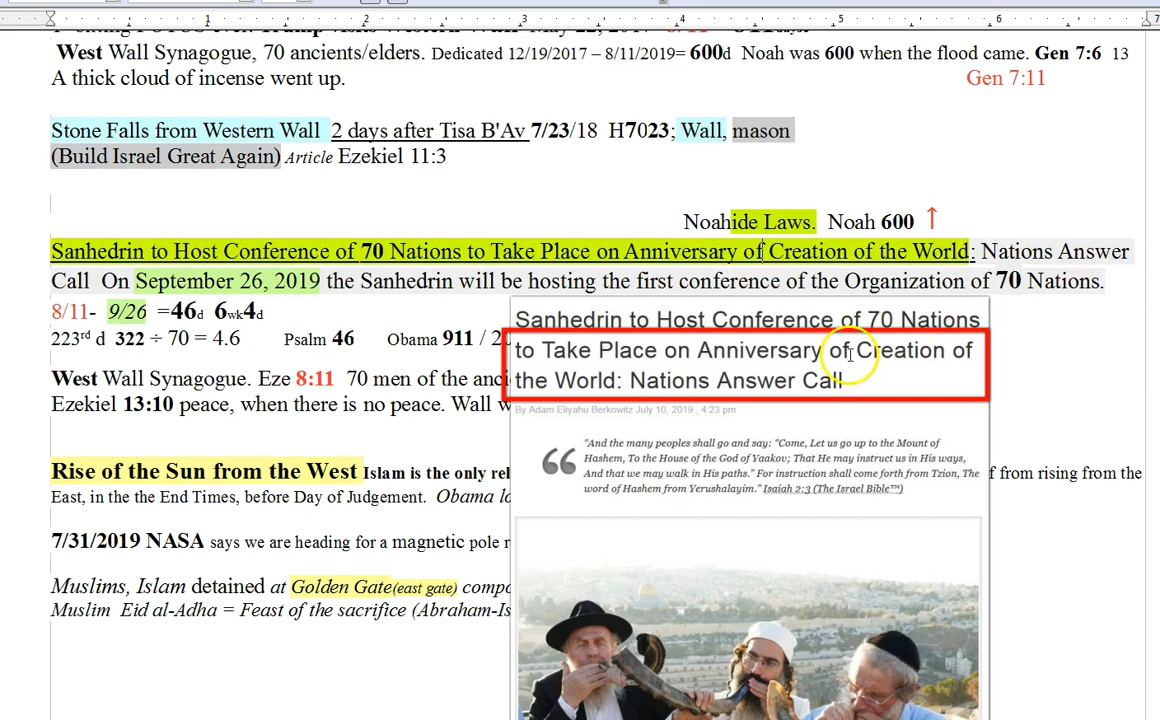 1 2 3 4 5 6 7
West Wall Synagogue, 70 ancients/elders. Dedicated 12/19/2017 – 8/11/2019= 600d Noah was 600 when the flood came. Gen 7:6 13
A thick cloud of incense went up. Gen 7:11
Stone Falls from Western Wall 2 days after Tisa B'Av 7/23/18 H7023; Wall, mason
(Build Israel Great Again) Article Ezekiel 11:3
Noahide Laws. Noah 600 ↑
Sanhedrin to Host Conference of 70 Nations to Take Place on Anniversary of Creation of the World: Nations Answer
Call On September 26, 2019 the Sanhedrin will be hosting the first conference of the Organization of 70 Nations.
8/11- 9/26 =46d 6wk4d
223rd d 322 ÷ 70 = 4.6 Psalm 46 Obama 911 /
West Wall Synagogue. Eze 8:11 70 men of the
Ezekiel 13:10 peace, when there is no peace. Wall
Rise of the Sun from the West Islam is the only
f from rising from the
East, in the the End Times, before Day of Judgement. Obama
7/31/2019 NASA says we are heading for a magnetic pole
Muslims, Islam detained at Golden Gate(east gate)
Muslim Eid al-Adha = Feast of the sacrifice (Abraham-Is
Sanhedrin to Host Conference of 70 Nations
to Take Place on Anniversary of Creation of
the World: Nations Answer Call
By Adam Eliyahu Berkowitz July 10, 2019 , 4:23 pm
“And the many peoples shall go and say: “Come, Let us go up to the Mount of
Hashem, To the House of the God of Yaakov; That He may instruct us in His ways,
And that we may walk in His paths.” For instruction shall come forth from Tzion, The
word of Hashem from Yerushalayim.” Isaiah 2:3 (The Israel Bible™)